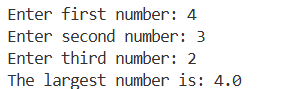 Enter first number: 4
Enter second number: 3
Enter third number: 2
The largest number is: 4.0